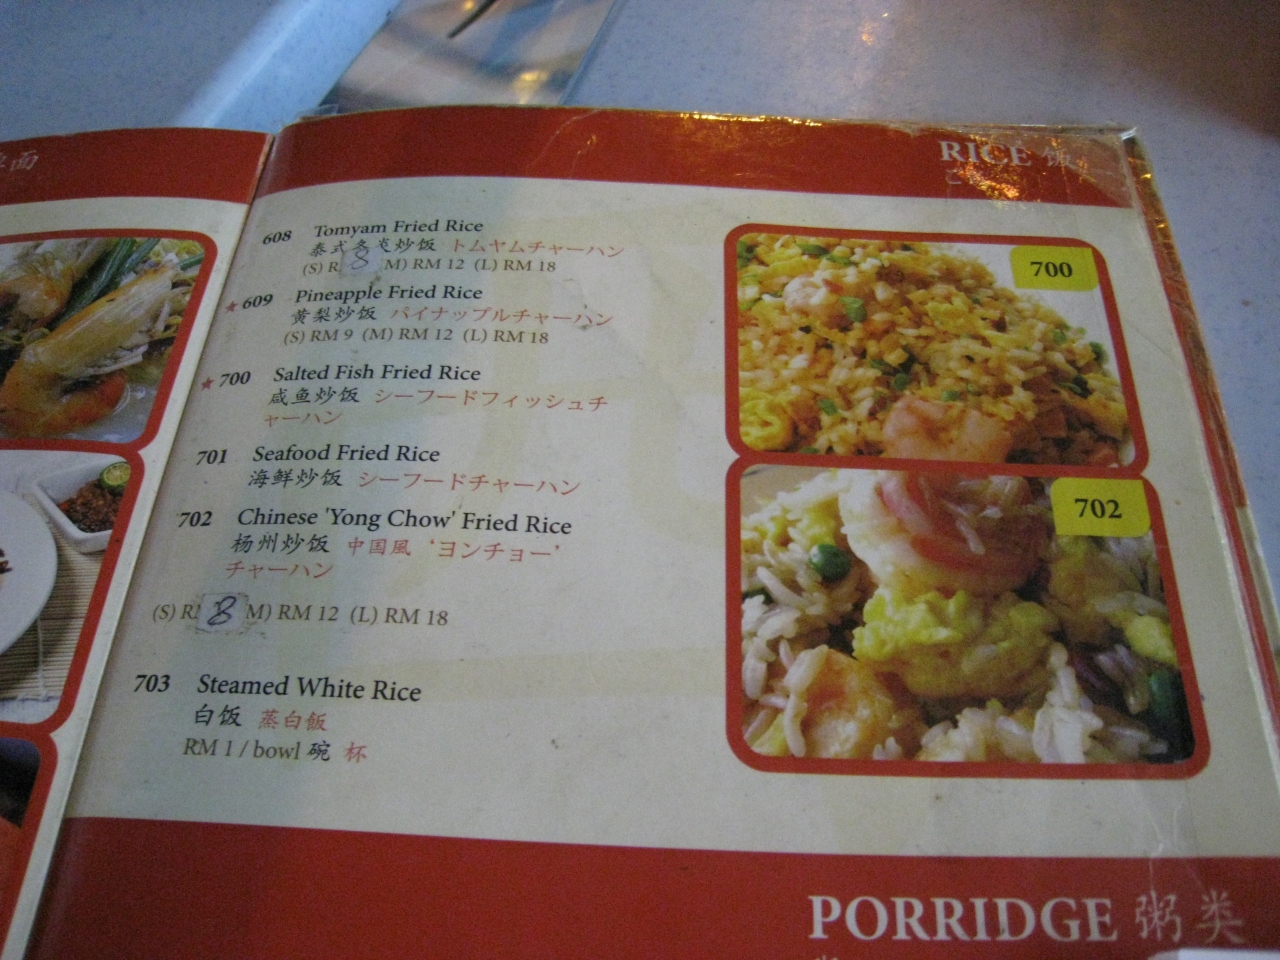 RICE 饭
608 Tomyam Fried Rice
泰式冬炎炒饭 トムヤムチャーハン
(S) R 8 M) RM 12 (L) RM 18
★ 609 Pineapple Fried Rice
黄梨炒饭 パイナップルチャーハン
(S) RM 9 (M) RM 12 (L) RM 18
★ 700 Salted Fish Fried Rice
咸鱼炒饭 シーフードフィッシュチ
ャーハン
701 Seafood Fried Rice
海鲜炒饭 シーフードチャーハン
702 Chinese 'Yong Chow' Fried Rice
杨州炒饭 中国風 'ヨンチョー'
チャーハン
(S) RM 8 M) RM 12 (L) RM 18
703 Steamed White Rice
白饭 蒸白飯
RM 1 / bowl 碗 杯
700
702
PORRIDGE 粥类